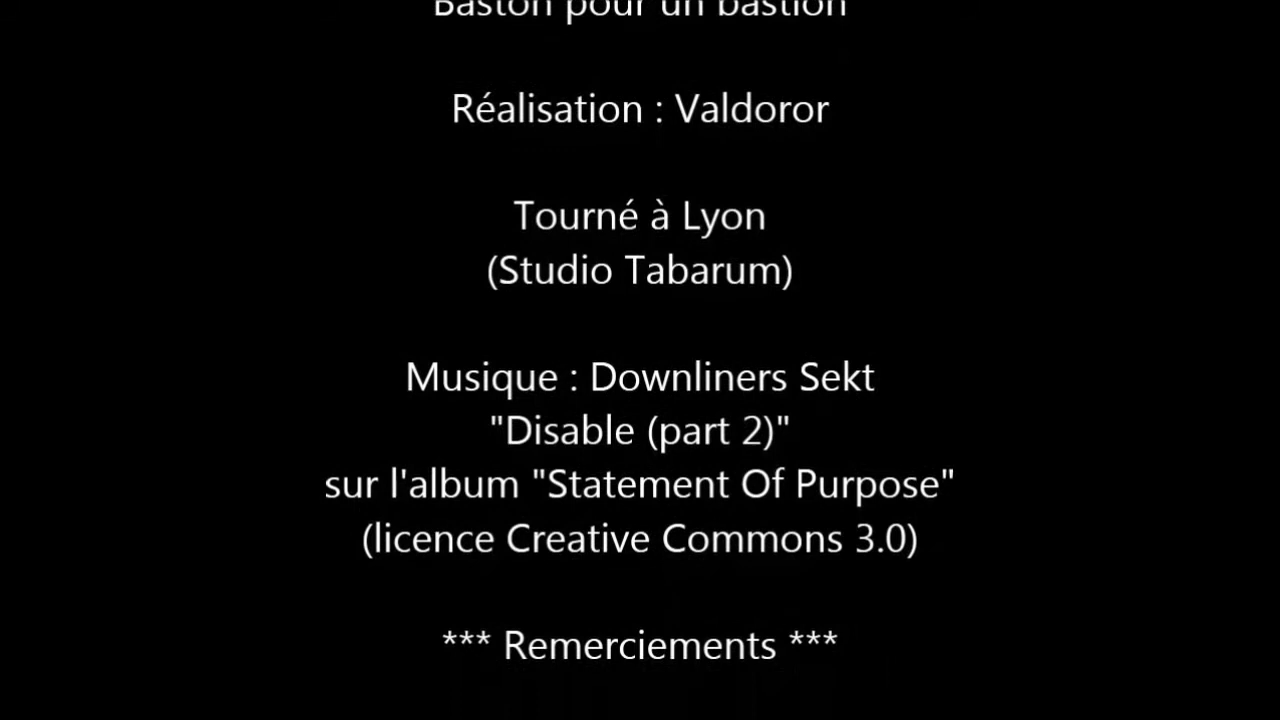 Baston pour un bastion
Réalisation : Valdoror
Tourné à Lyon
(Studio Tabarum)
Musique : Downliners Sekt
"Disable (part 2)"
sur l'album "Statement Of Purpose"
(licence Creative Commons 3.0)
*** Remerciements ***